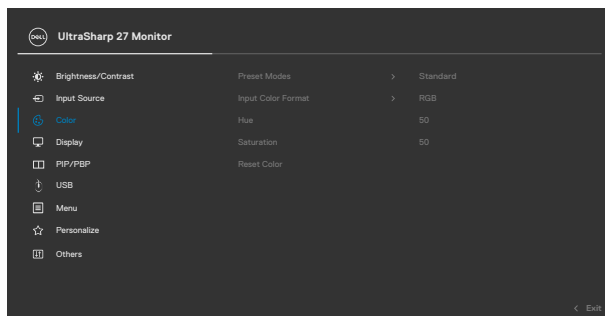 DELL UltraSharp 27 Monitor
Brightness/Contrast Preset Modes > Standard
Input Source Input Color Format > RGB
Color Hue 50
Display Saturation 50
PIP/PBP Reset Color
USB
Menu
Personalize
Others
< Exit